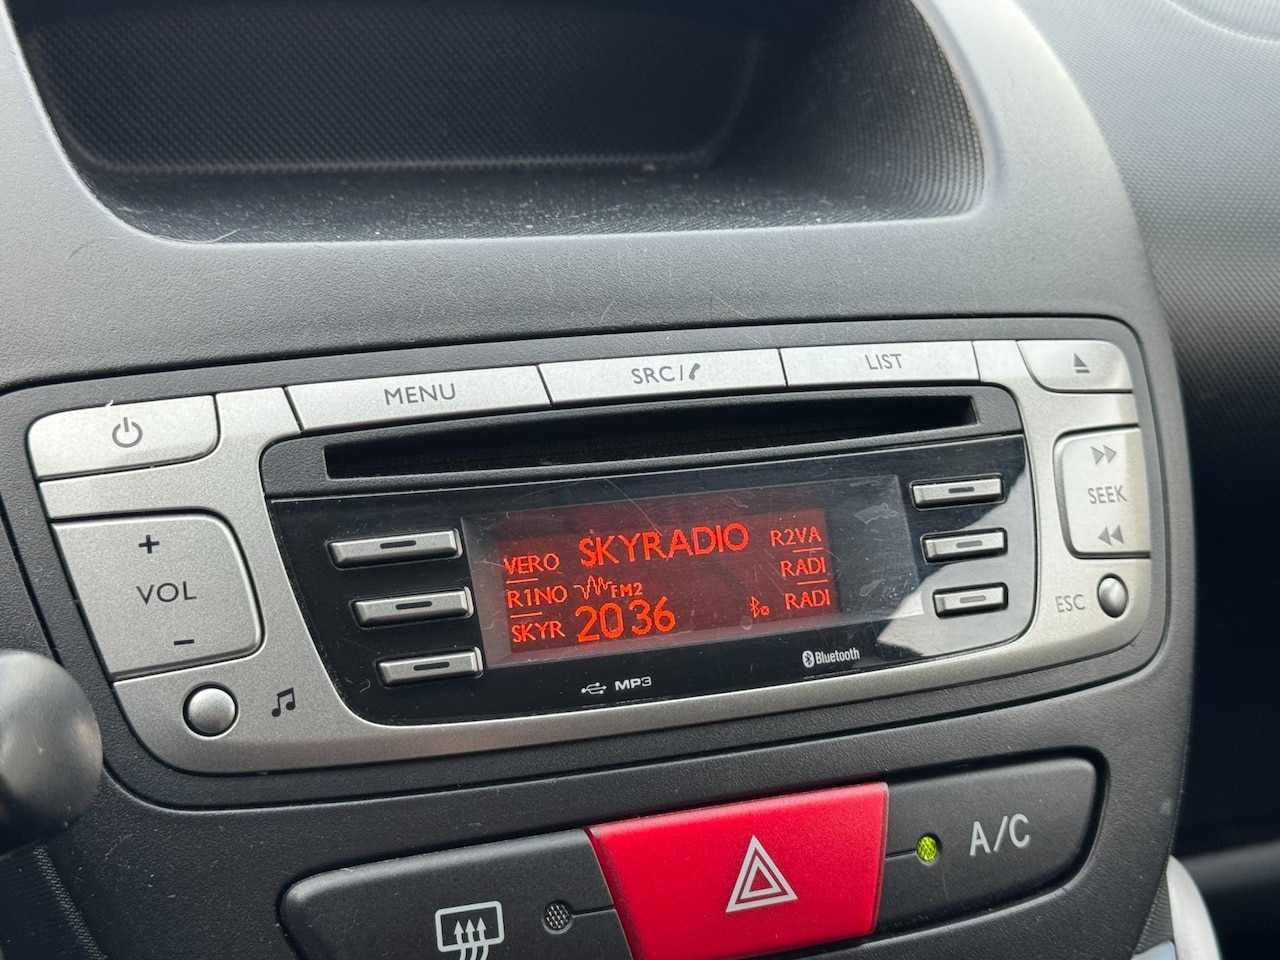 MENU
SRC/
LIST
VOL
+
-
SEEK
ESC
VERO
SKYRADIO
R2VA
R1NO
FM2
RADI
SKYR
2036
RADI
MP3
Bluetooth
A/C